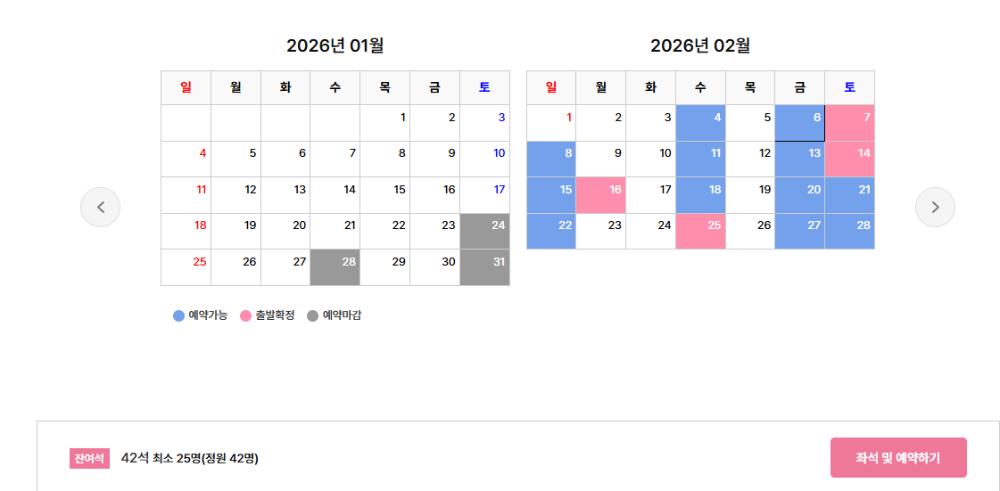 2026년 01월
일 월 화 수 목 금 토
1 2 3
4 5 6 7 8 9 10
11 12 13 14 15 16 17
18 19 20 21 22 23 24
25 26 27 28 29 30 31
2026년 02월
일 월 화 수 목 금 토
1 2 3 4 5 6 7
8 9 10 11 12 13 14
15 16 17 18 19 20 21
22 23 24 25 26 27 28
예약가능 출발확정 예약마감
잔여석 42석 최소 25명(정원 42명)
좌석 및 예약하기